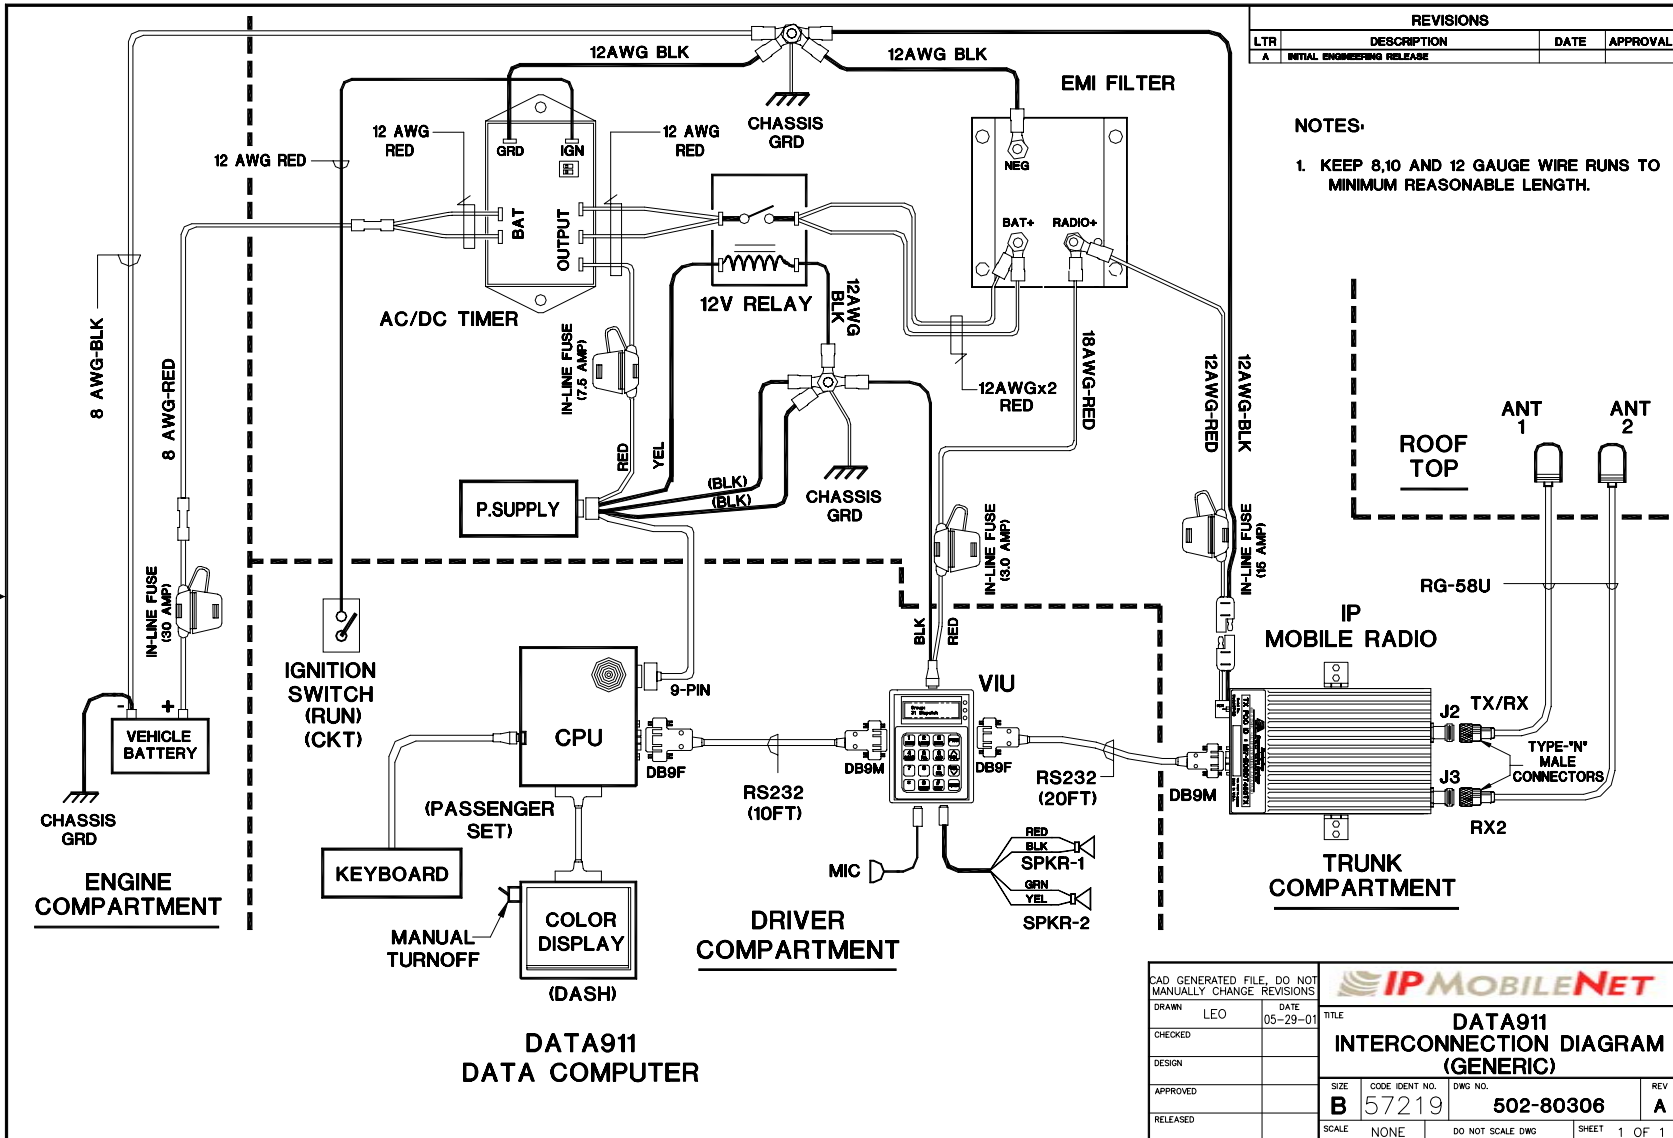 REVISIONS
LTR DESCRIPTION DATE APPROVAL
A INITIAL ENGINEERING RELEASE
NOTES:
1. KEEP 8,10 AND 12 GAUGE WIRE RUNS TO
MINIMUM REASONABLE LENGTH.
12AWG BLK
12AWG BLK
CHASSIS
GRD
EMI FILTER
NEG
BAT+
RADIO+
12 AWG RED
12 AWG
RED
12 AWG
RED
GRD
IGN
BAT
OUTPUT
AC/DC TIMER
12V RELAY
12AWG
BLK
8 AWG-BLK
8 AWG-RED
IN-LINE FUSE
(7.5 AMP)
RED
YEL
(BLK)
(BLK)
P.SUPPLY
CHASSIS
GRD
12AWGx2
RED
18AWG-RED
12AWG-RED
12AWG-BLK
IN-LINE FUSE
(3.0 AMP)
IN-LINE FUSE
(15 AMP)
BLK
RED
ROOF
TOP
ANT
1
ANT
2
RG-58U
IN-LINE FUSE
(30 AMP)
- +
VEHICLE
BATTERY
CHASSIS
GRD
ENGINE
COMPARTMENT
IGNITION
SWITCH
(RUN)
(CKT)
CPU
9-PIN
DB9F
RS232
(10FT)
DB9M
VIU
DB9F
RS232
(20FT)
DB9M
IP
MOBILE RADIO
J2
TX/RX
TYPE-"N"
MALE
CONNECTORS
J3
RX2
TRUNK
COMPARTMENT
(PASSENGER
SET)
KEYBOARD
MANUAL
TURNOFF
COLOR
DISPLAY
(DASH)
DATA911
DATA COMPUTER
MIC
RED
BLK
SPKR-1
GRN
YEL
SPKR-2
DRIVER
COMPARTMENT
CAD GENERATED FILE, DO NOT
MANUALLY CHANGE REVISIONS
DRAWN LEO DATE 05-29-01
CHECKED
DESIGN
APPROVED
RELEASED
IPMOBILENET
TITLE
DATA911
INTERCONNECTION DIAGRAM
(GENERIC)
SIZE B CODE IDENT NO. 57219 DWG NO. 502-80306 REV A
SCALE NONE DO NOT SCALE DWG SHEET 1 OF 1